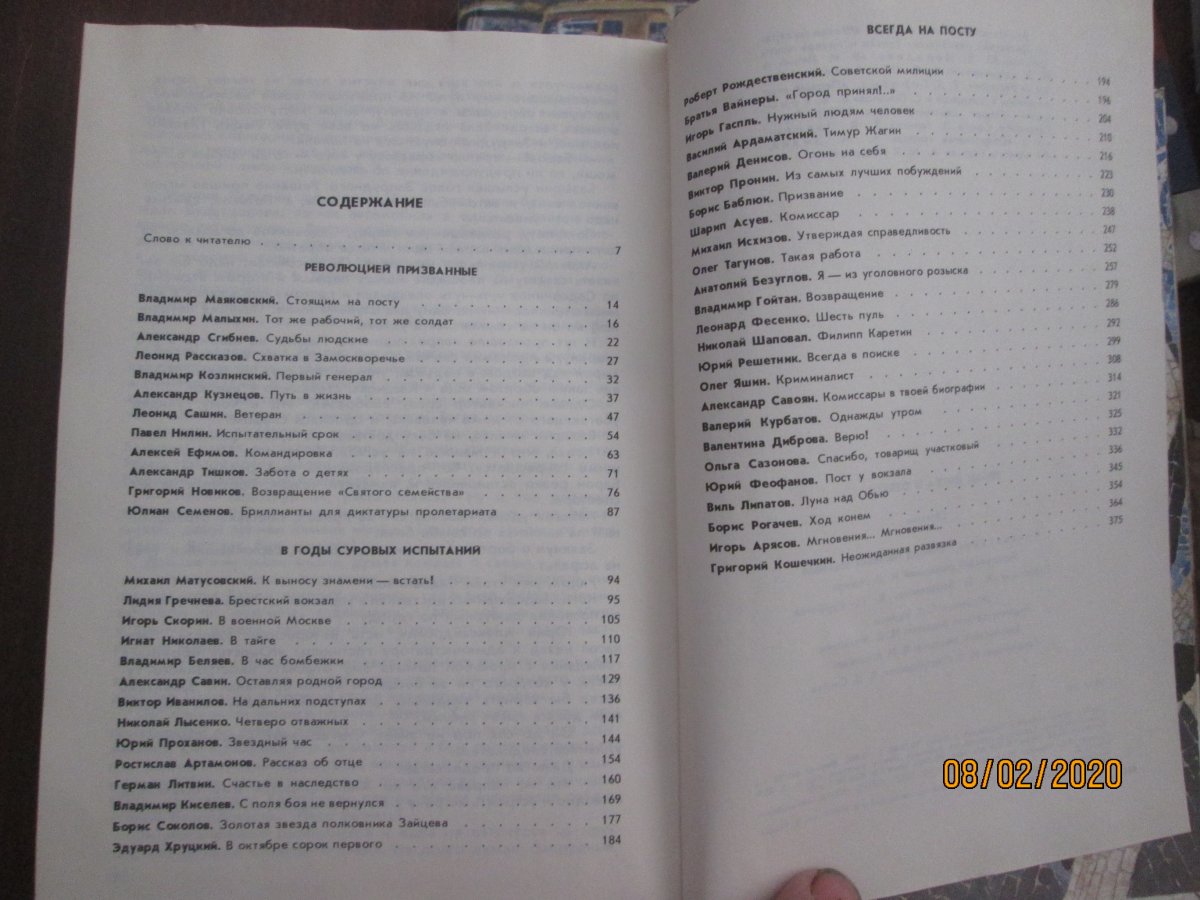 СОДЕРЖАНИЕ
Слово к читателю . . . 7
РЕВОЛЮЦИЕЙ ПРИЗВАННЫЕ
Владимир Маяковский. Стоящим на посту . . . 14
Владимир Малыхин. Тот же рабочий, тот же солдат . . . 16
Александр Сгибнев. Судьбы людские . . . 22
Леонид Рассказов. Схватка в Замоскворечье . . . 27
Владимир Козлинский. Первый генерал . . . 32
Александр Кузнецов. Путь в жизнь . . . 37
Леонид Сашин. Ветеран . . . 47
Павел Нилин. Испытательный срок . . . 54
Алексей Ефимов. Командировка . . . 63
Александр Тишков. Забота о детях . . . 71
Григорий Новиков. Возвращение «Святого семейства» . . . 76
Юлиан Семенов. Бриллианты для диктатуры пролетариата . . . 87
В ГОДЫ СУРОВЫХ ИСПЫТАНИЙ
Михаил Матусовский. К выносу знамени — встать! . . . 94
Лидия Гречнева. Брестский вокзал . . . 95
Игорь Скорин. В военной Москве . . . 105
Игнат Николаев. В тайге . . . 110
Владимир Беляев. В час бомбежки . . . 117
Александр Савин. Оставляя родной город . . . 129
Виктор Иванилов. На дальних подступах . . . 136
Николай Лысенко. Четверо отважных . . . 141
Юрий Проханов. Звездный час . . . 144
Ростислав Артамонов. Рассказ об отце . . . 154
Герман Литвин. Счастье в наследство . . . 160
Владимир Киселев. С поля боя не вернулся . . . 169
Борис Соколов. Золотая звезда полковника Зайцева . . . 177
Эдуард Хруцкий. В октябре сорок первого . . . 184
ВСЕГДА НА ПОСТУ
Роберт Рождественский. Советской милиции . . . 194
Братья Вайнеры. «Город принял!..» . . . 196
Игорь Гаспль. Нужный людям человек . . . 204
Василий Ардаматский. Тимур Жагин . . . 210
Валерий Денисов. Огонь на себя . . . 216
Виктор Пронин. Из самых лучших побуждений . . . 223
Борис Баблюк. Призвание . . . 230
Шарип Асуев. Комиссар . . . 238
Михаил Исхизов. Утверждая справедливость . . . 247
Олег Тагунов. Такая работа . . . 252
Анатолий Безуглов. Я — из уголовного розыска . . . 257
Владимир Гойтан. Возвращение . . . 279
Леонард Фесенко. Шесть пуль . . . 286
Николай Шаповал. Филипп Каретин . . . 292
Юрий Решетник. Всегда в поиске . . . 299
Олег Яшин. Криминалист . . . 308
Александр Савоян. Комиссары в твоей биографии . . . 314
Валерий Курбатов. Однажды утром . . . 321
Валентина Диброва. Верю! . . . 325
Ольга Сазонова. Спасибо, товарищ участковый . . . 332
Юрий Феофанов. Пост у вокзала . . . 336
Виль Липатов. Луна над Обью . . . 345
Борис Рогачев. Ход конем . . . 354
Игорь Арясов. Мгновения... Мгновения... . . . 364
Григорий Кошечкин. Неожиданная развязка . . . 375
08/02/2020